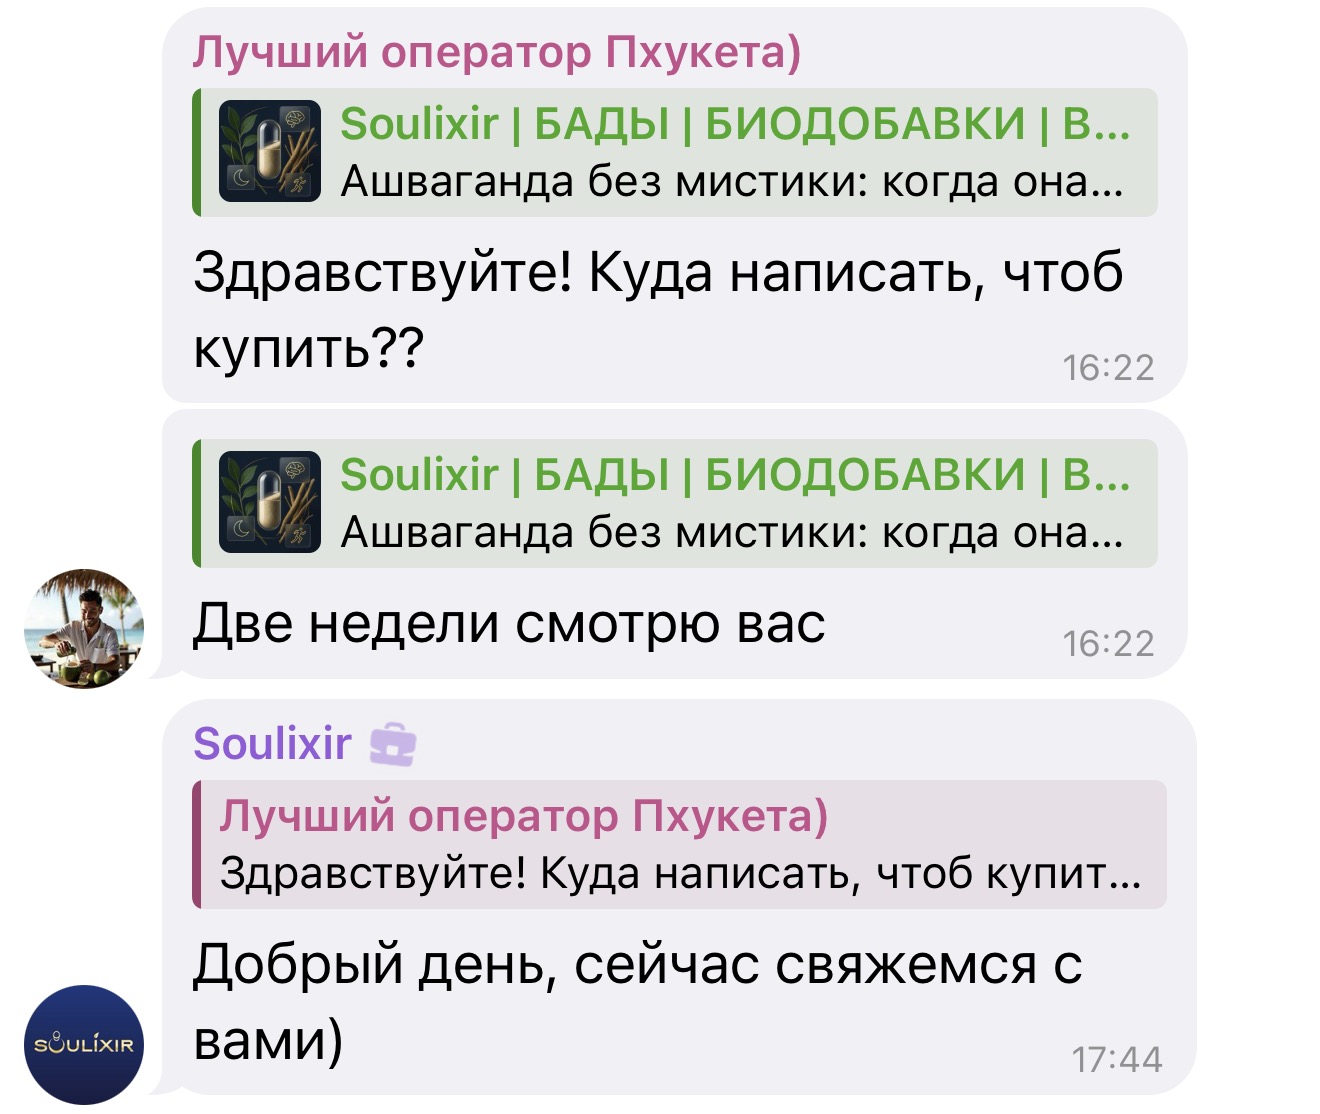 Лучший оператор Пхукета)
Soulixir | БАДЫ | БИОДОБАВКИ | В...
Ашваганда без мистики: когда она...
Здравствуйте! Куда написать, чтоб
купить??
16:22
Soulixir | БАДЫ | БИОДОБАВКИ | В...
Ашваганда без мистики: когда она...
Две недели смотрю вас
16:22
Soulixir
Лучший оператор Пхукета)
Здравствуйте! Куда написать, чтоб купит...
Добрый день, сейчас свяжемся с
вами)
17:44
SOULIXIR